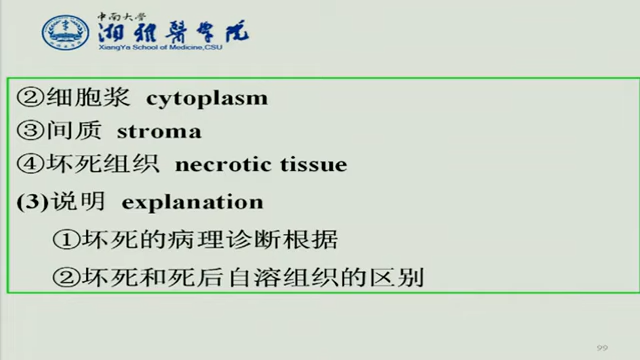 中南大学
湘雅醫学院
XiangYa School of Medicine,CSU
②细胞浆 cytoplasm
③间质 stroma
④坏死组织 necrotic tissue
(3)说明 explanation
①坏死的病理诊断根据
②坏死和死后自溶组织的区别
99